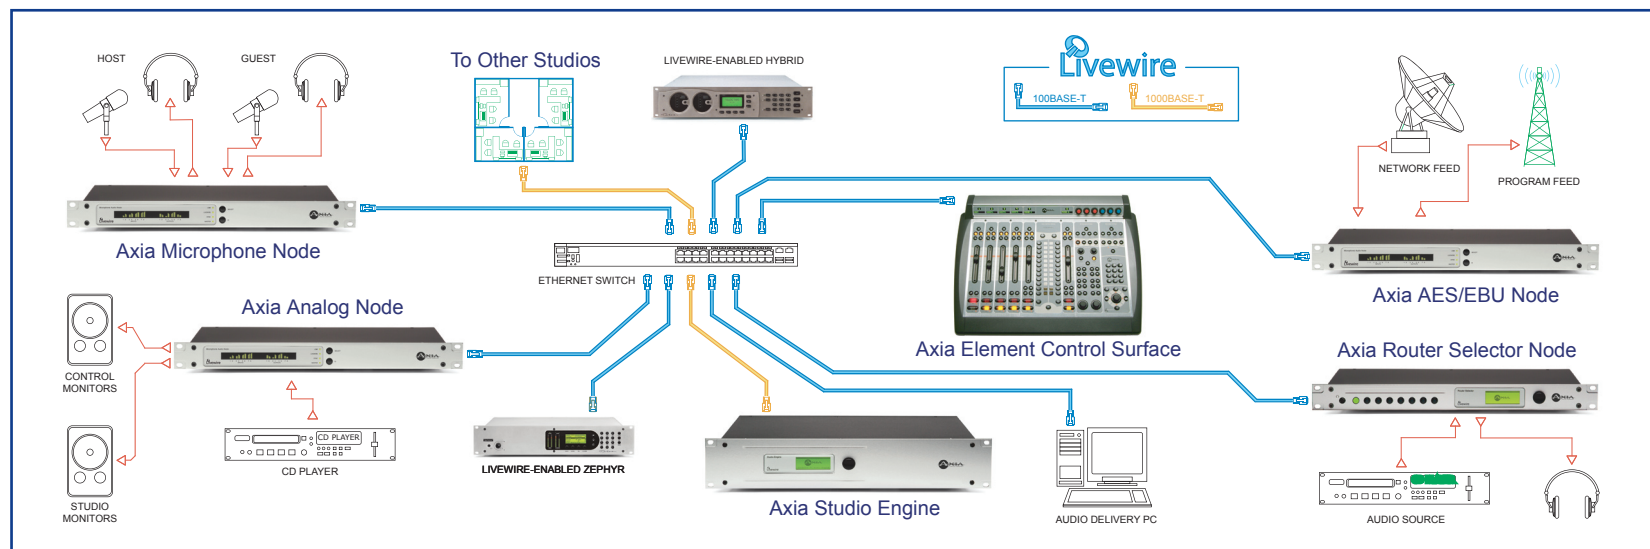 HOST
GUEST
To Other Studios
LIVEWIRE-ENABLED HYBRID
Livewire
100BASE-T
1000BASE-T
NETWORK FEED
PROGRAM FEED
Axia Microphone Node
ETHERNET SWITCH
Axia Element Control Surface
Axia AES/EBU Node
Axia Analog Node
CONTROL
MONITORS
Axia Router Selector Node
CD PLAYER
CD PLAYER
STUDIO
MONITORS
LIVEWIRE-ENABLED ZEPHYR
AXIA
Axia Studio Engine
AUDIO DELIVERY PC
AUDIO SOURCE